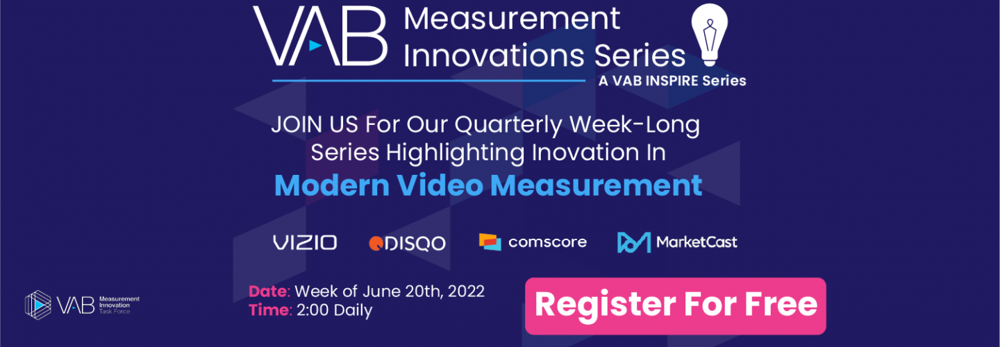 VAB Measurement
Innovations Series
A VAB INSPIRE Series
JOIN US For Our Quarterly Week-Long
Series Highlighting Inovation In
Modern Video Measurement
VIZIO DISQO comscore MarketCast
Date: Week of June 20th, 2022
Time: 2:00 Daily
Register For Free
VAB Measurement
Innovation
Task Force